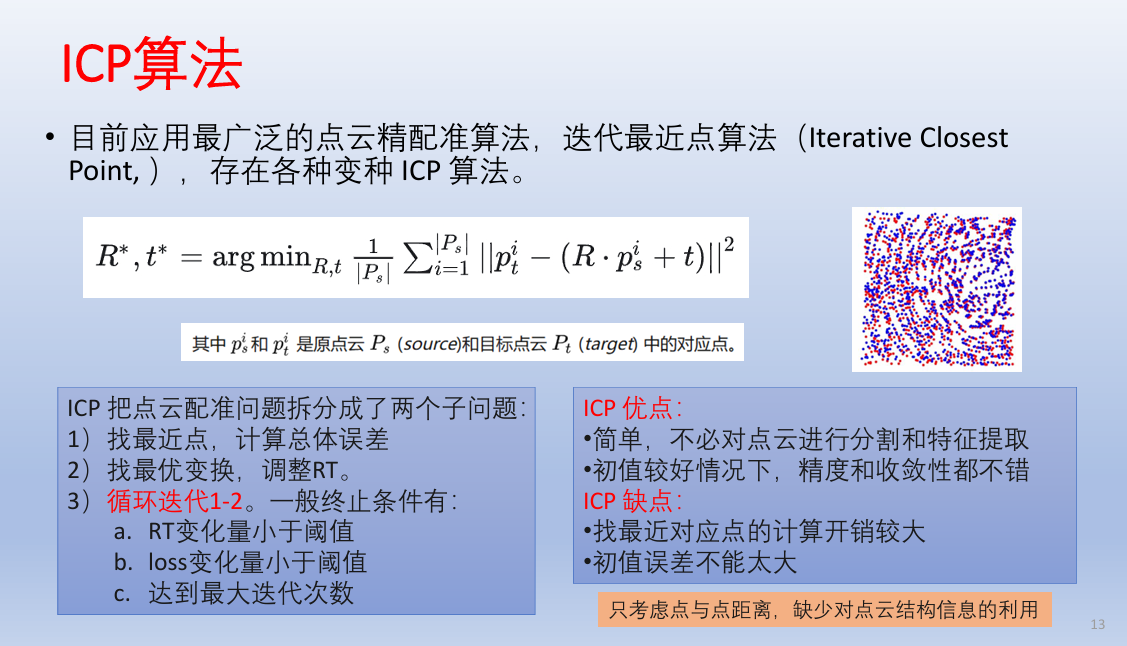 ICP算法
• 目前应用最广泛的点云精配准算法，迭代最近点算法（Iterative Closest
Point, ），存在各种变种 ICP 算法。
R*, t* = arg min_{R,t} \frac{1}{|P_s|} \sum_{i=1}^{|P_s|} ||p_t^i − (R · p_s^i + t)||^2
其中 p_s^i 和 p_t^i 是原点云 P_s (source)和目标点云 P_t (target) 中的对应点。
ICP 把点云配准问题拆分成了两个子问题：
1）找最近点，计算总体误差
2）找最优变换，调整RT。
3）循环迭代1-2。一般终止条件有：
a. RT变化量小于阈值
b. loss变化量小于阈值
c. 达到最大迭代次数
ICP 优点：
•简单，不必对点云进行分割和特征提取
•初值较好情况下，精度和收敛性都不错
ICP 缺点：
•找最近对应点的计算开销较大
•初值误差不能太大
只考虑点与点距离，缺少对点云结构信息的利用
13